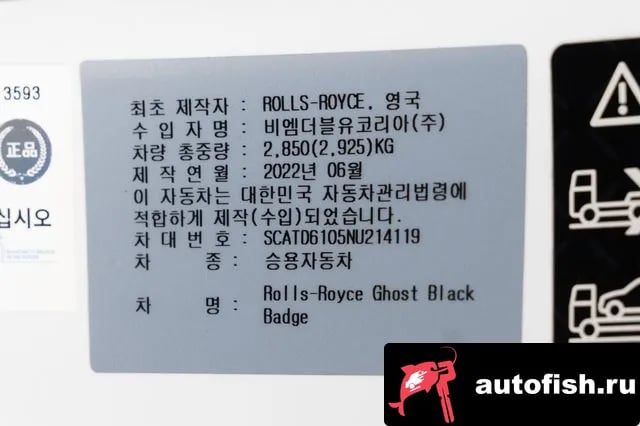 3593
正品
십시오
최초 제작자 : ROLLS-ROYCE, 영국
수 입 자 명 : 비엠더블유코리아(주)
차량 총중량 : 2,850(2,925)KG
제 작 연 월 : 2022년 06월
이 자동차는 대한민국 자동차관리법령에
적합하게 제작(수입)되었습니다.
차 대 번 호 : SCATD6105NU214119
차 종 : 승용자동차
차 명 : Rolls-Royce Ghost Black
Badge
autofish.ru